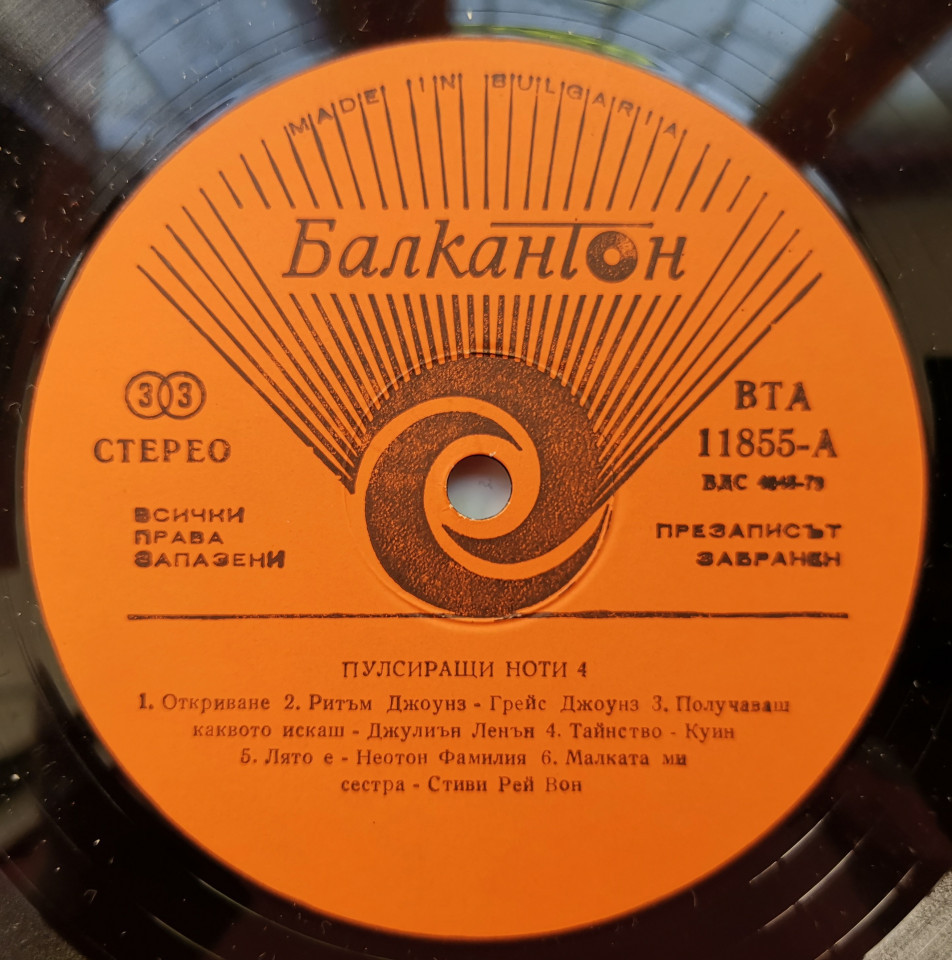 MADE IN BULGARIA
Балкантон
33
СТЕРЕО
ВТА
11855-А
ВДС
ВСИЧКИ
ПРАВА
ЗАПАЗЕНИ
ПРЕЗАПИСЪТ
ЗАБРАНЕН
ПУЛСИРАЩИ НОТИ 4
1. Откриване 2. Ритъм Джоунз - Грейс Джоунз 3. Получаваш
каквото искаш - Джулиън Ленън 4. Тайнство - Куин
5. Лято е - Неотон Фамилия 6. Малката ми
сестра - Стиви Рей Вон